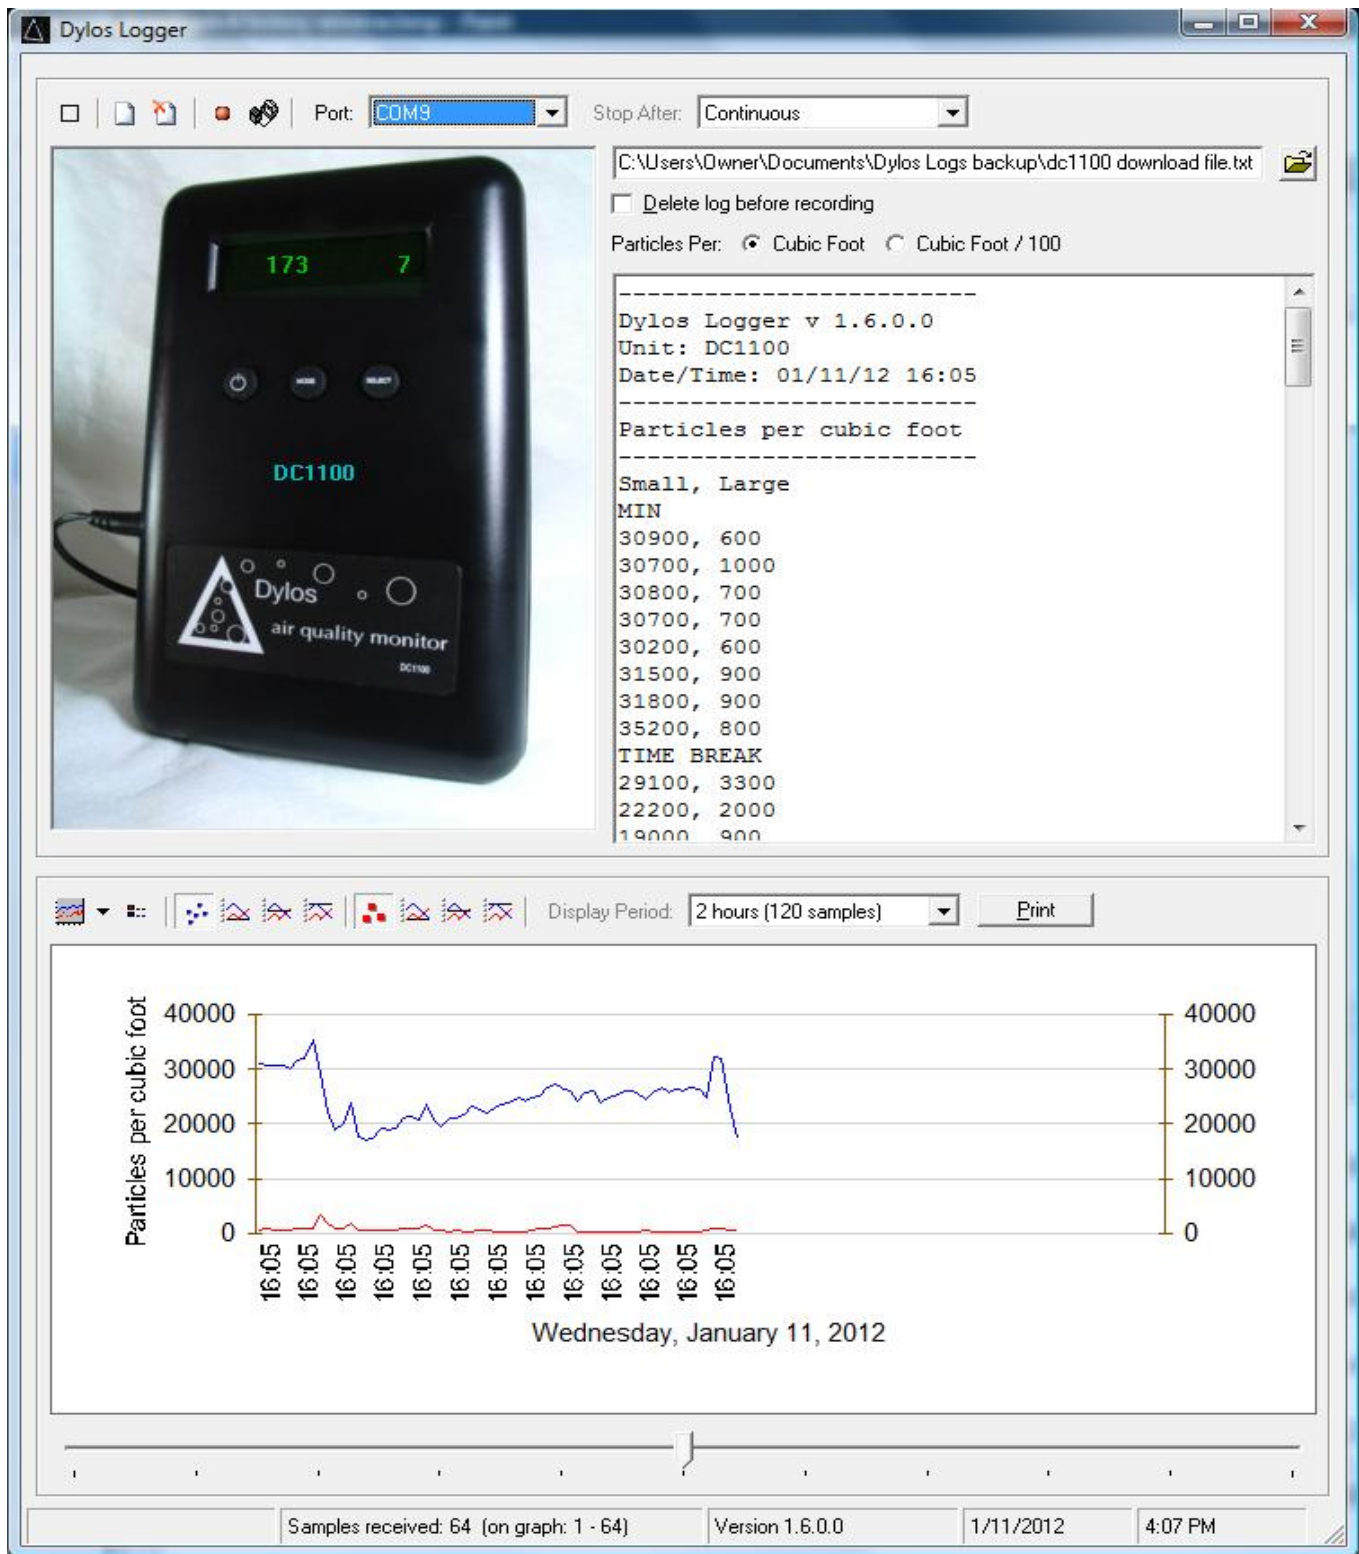 Dylos Logger
Port: COM9 Stop After: Continuous
C:\Users\Owner\Documents\Dylos Logs backup\dc1100 download file.txt
Delete log before recording
Particles Per: Cubic Foot Cubic Foot / 100
173 7
MODE SELECT
DC1100
Dylos
air quality monitor
DC1100
-------------------------
Dylos Logger v 1.6.0.0
Unit: DC1100
Date/Time: 01/11/12 16:05
-------------------------
Particles per cubic foot
-------------------------
Small, Large
MIN
30900, 600
30700, 1000
30800, 700
30700, 700
30200, 600
31500, 900
31800, 900
35200, 800
TIME BREAK
29100, 3300
22200, 2000
19000, 900
Display Period: 2 hours (120 samples) Print
Particles per cubic foot
40000 40000
30000 30000
20000 20000
10000 10000
0 0
16:05 16:05 16:05 16:05 16:05 16:05 16:05 16:05 16:05 16:05 16:05 16:05 16:05
Wednesday, January 11, 2012
Samples received: 64 (on graph: 1 - 64) Version 1.6.0.0 1/11/2012 4:07 PM